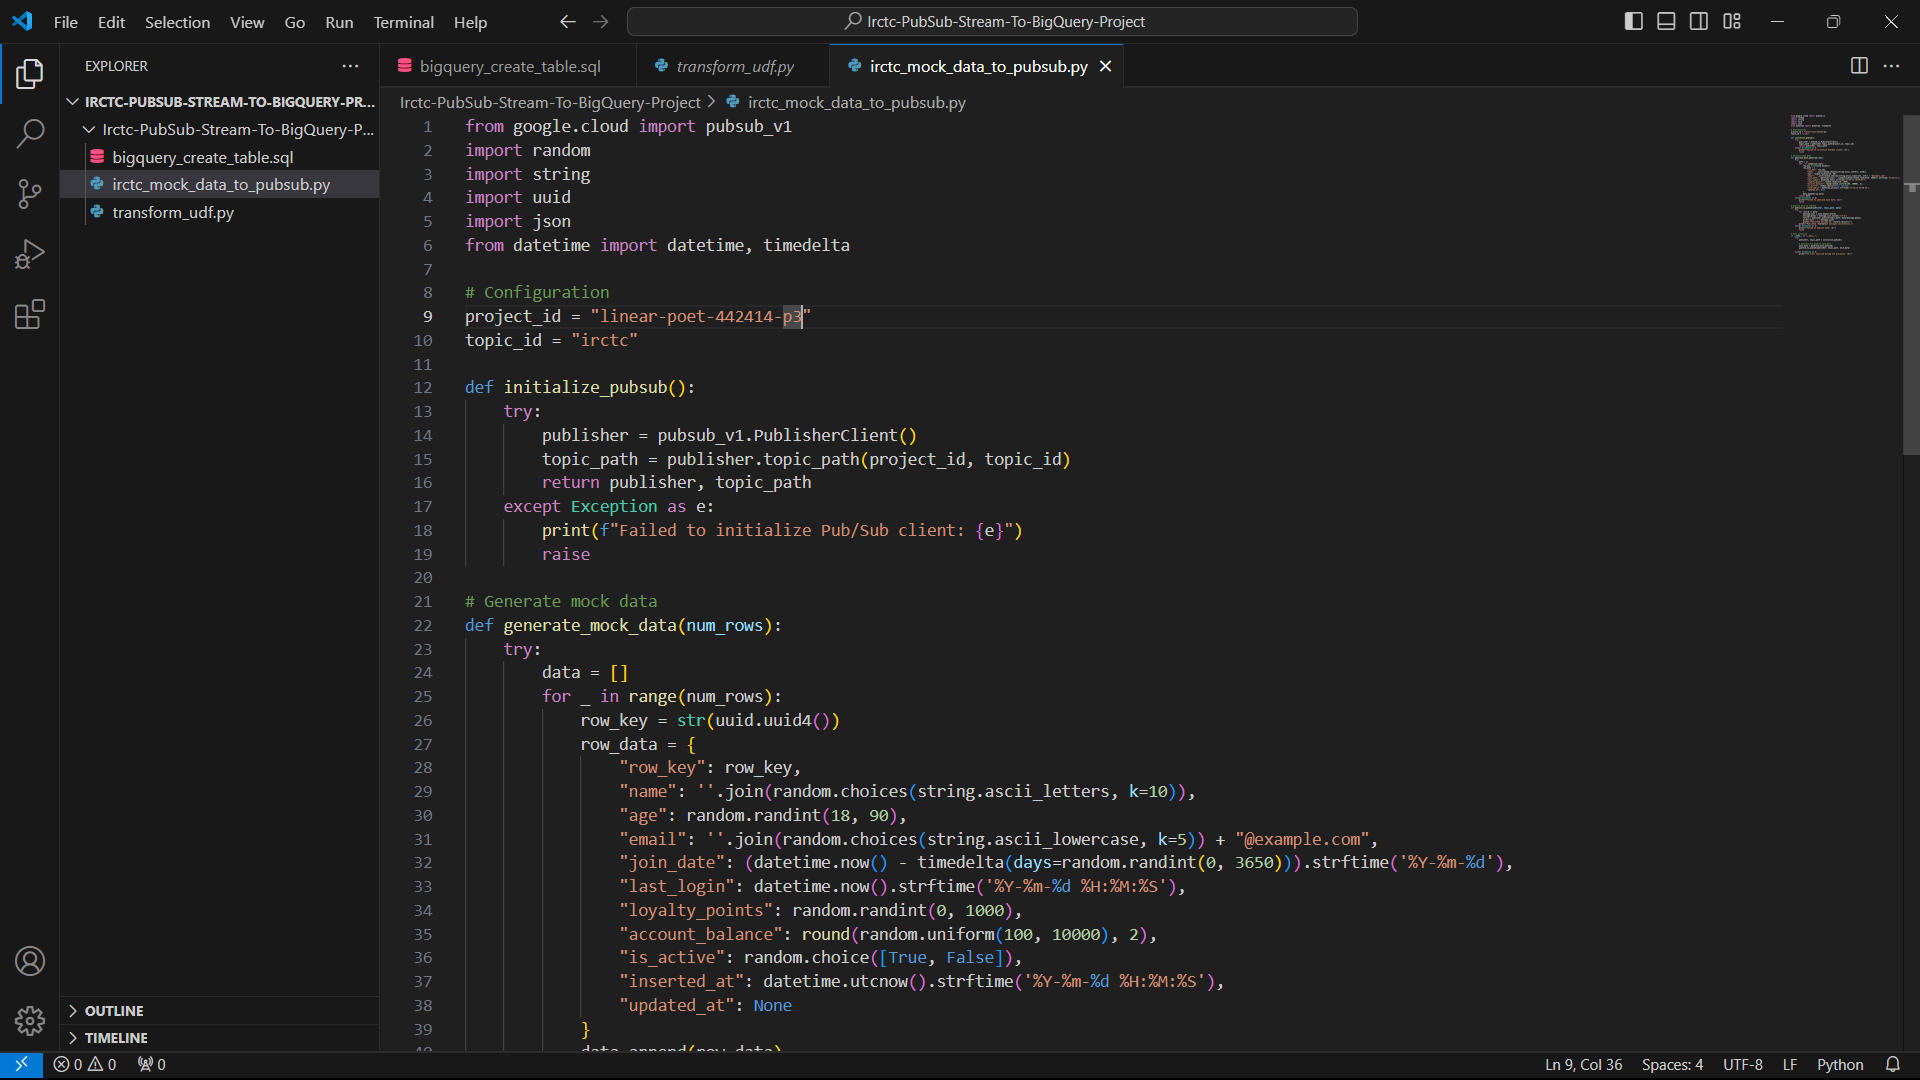 File Edit Selection View Go Run Terminal Help
Irctc-PubSub-Stream-To-BigQuery-Project
EXPLORER
IRCTC-PUBSUB-STREAM-TO-BIGQUERY-PR...
Irctc-PubSub-Stream-To-BigQuery-P...
bigquery_create_table.sql
irctc_mock_data_to_pubsub.py
transform_udf.py
OUTLINE
TIMELINE
bigquery_create_table.sql transform_udf.py irctc_mock_data_to_pubsub.py
Irctc-PubSub-Stream-To-BigQuery-Project > irctc_mock_data_to_pubsub.py
1 from google.cloud import pubsub_v1
2 import random
3 import string
4 import uuid
5 import json
6 from datetime import datetime, timedelta
7
8 # Configuration
9 project_id = "linear-poet-442414-p3"
10 topic_id = "irctc"
11
12 def initialize_pubsub():
13     try:
14         publisher = pubsub_v1.PublisherClient()
15         topic_path = publisher.topic_path(project_id, topic_id)
16         return publisher, topic_path
17     except Exception as e:
18         print(f"Failed to initialize Pub/Sub client: {e}")
19         raise
20
21 # Generate mock data
22 def generate_mock_data(num_rows):
23     try:
24         data = []
25         for _ in range(num_rows):
26             row_key = str(uuid.uuid4())
27             row_data = {
28                 "row_key": row_key,
29                 "name": ''.join(random.choices(string.ascii_letters, k=10)),
30                 "age": random.randint(18, 90),
31                 "email": ''.join(random.choices(string.ascii_lowercase, k=5)) + "@example.com",
32                 "join_date": (datetime.now() - timedelta(days=random.randint(0, 3650))).strftime('%Y-%m-%d'),
33                 "last_login": datetime.now().strftime('%Y-%m-%d %H:%M:%S'),
34                 "loyalty_points": random.randint(0, 1000),
35                 "account_balance": round(random.uniform(100, 10000), 2),
36                 "is_active": random.choice([True, False]),
37                 "inserted_at": datetime.utcnow().strftime('%Y-%m-%d %H:%M:%S'),
38                 "updated_at": None
39             }
40             data.append(row_data)
0 0 0 Ln 9, Col 36 Spaces: 4 UTF-8 LF Python